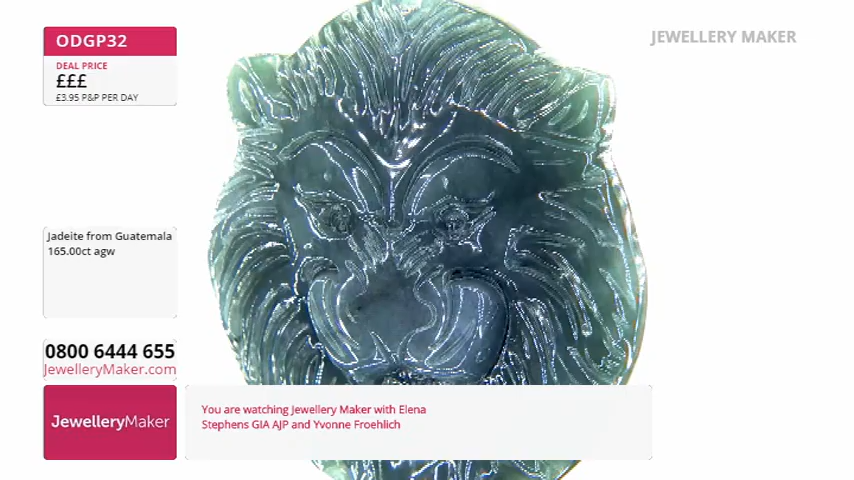 ODGP32
DEAL PRICE
£££
£3.95 P&P PER DAY
JEWELLERY MAKER
Jadeite from Guatemala
165.00ct agw
0800 6444 655
JewelleryMaker.com
JewelleryMaker
You are watching Jewellery Maker with Elena
Stephens GIA AJP and Yvonne Froehlich